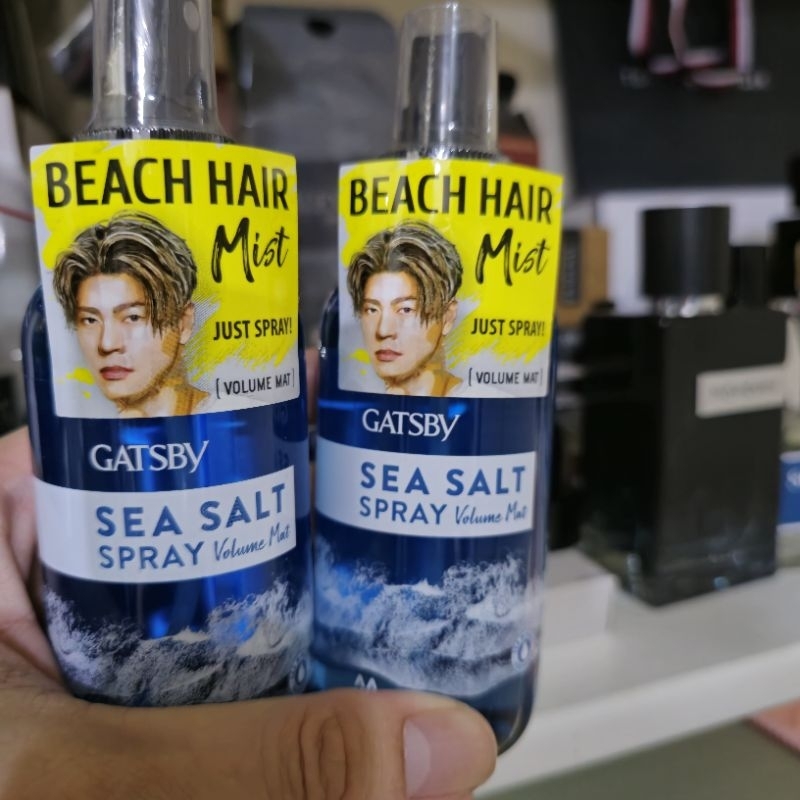 BEACH HAIR
Mist
JUST SPRAY!
[VOLUME MAT]
GATSBY
SEA SALT
SPRAY Volume Mat
BEACH HAIR
Mist
JUST SPRAY!
[VOLUME MAT]
GATSBY
SEA SALT
SPRAY Volume Mat